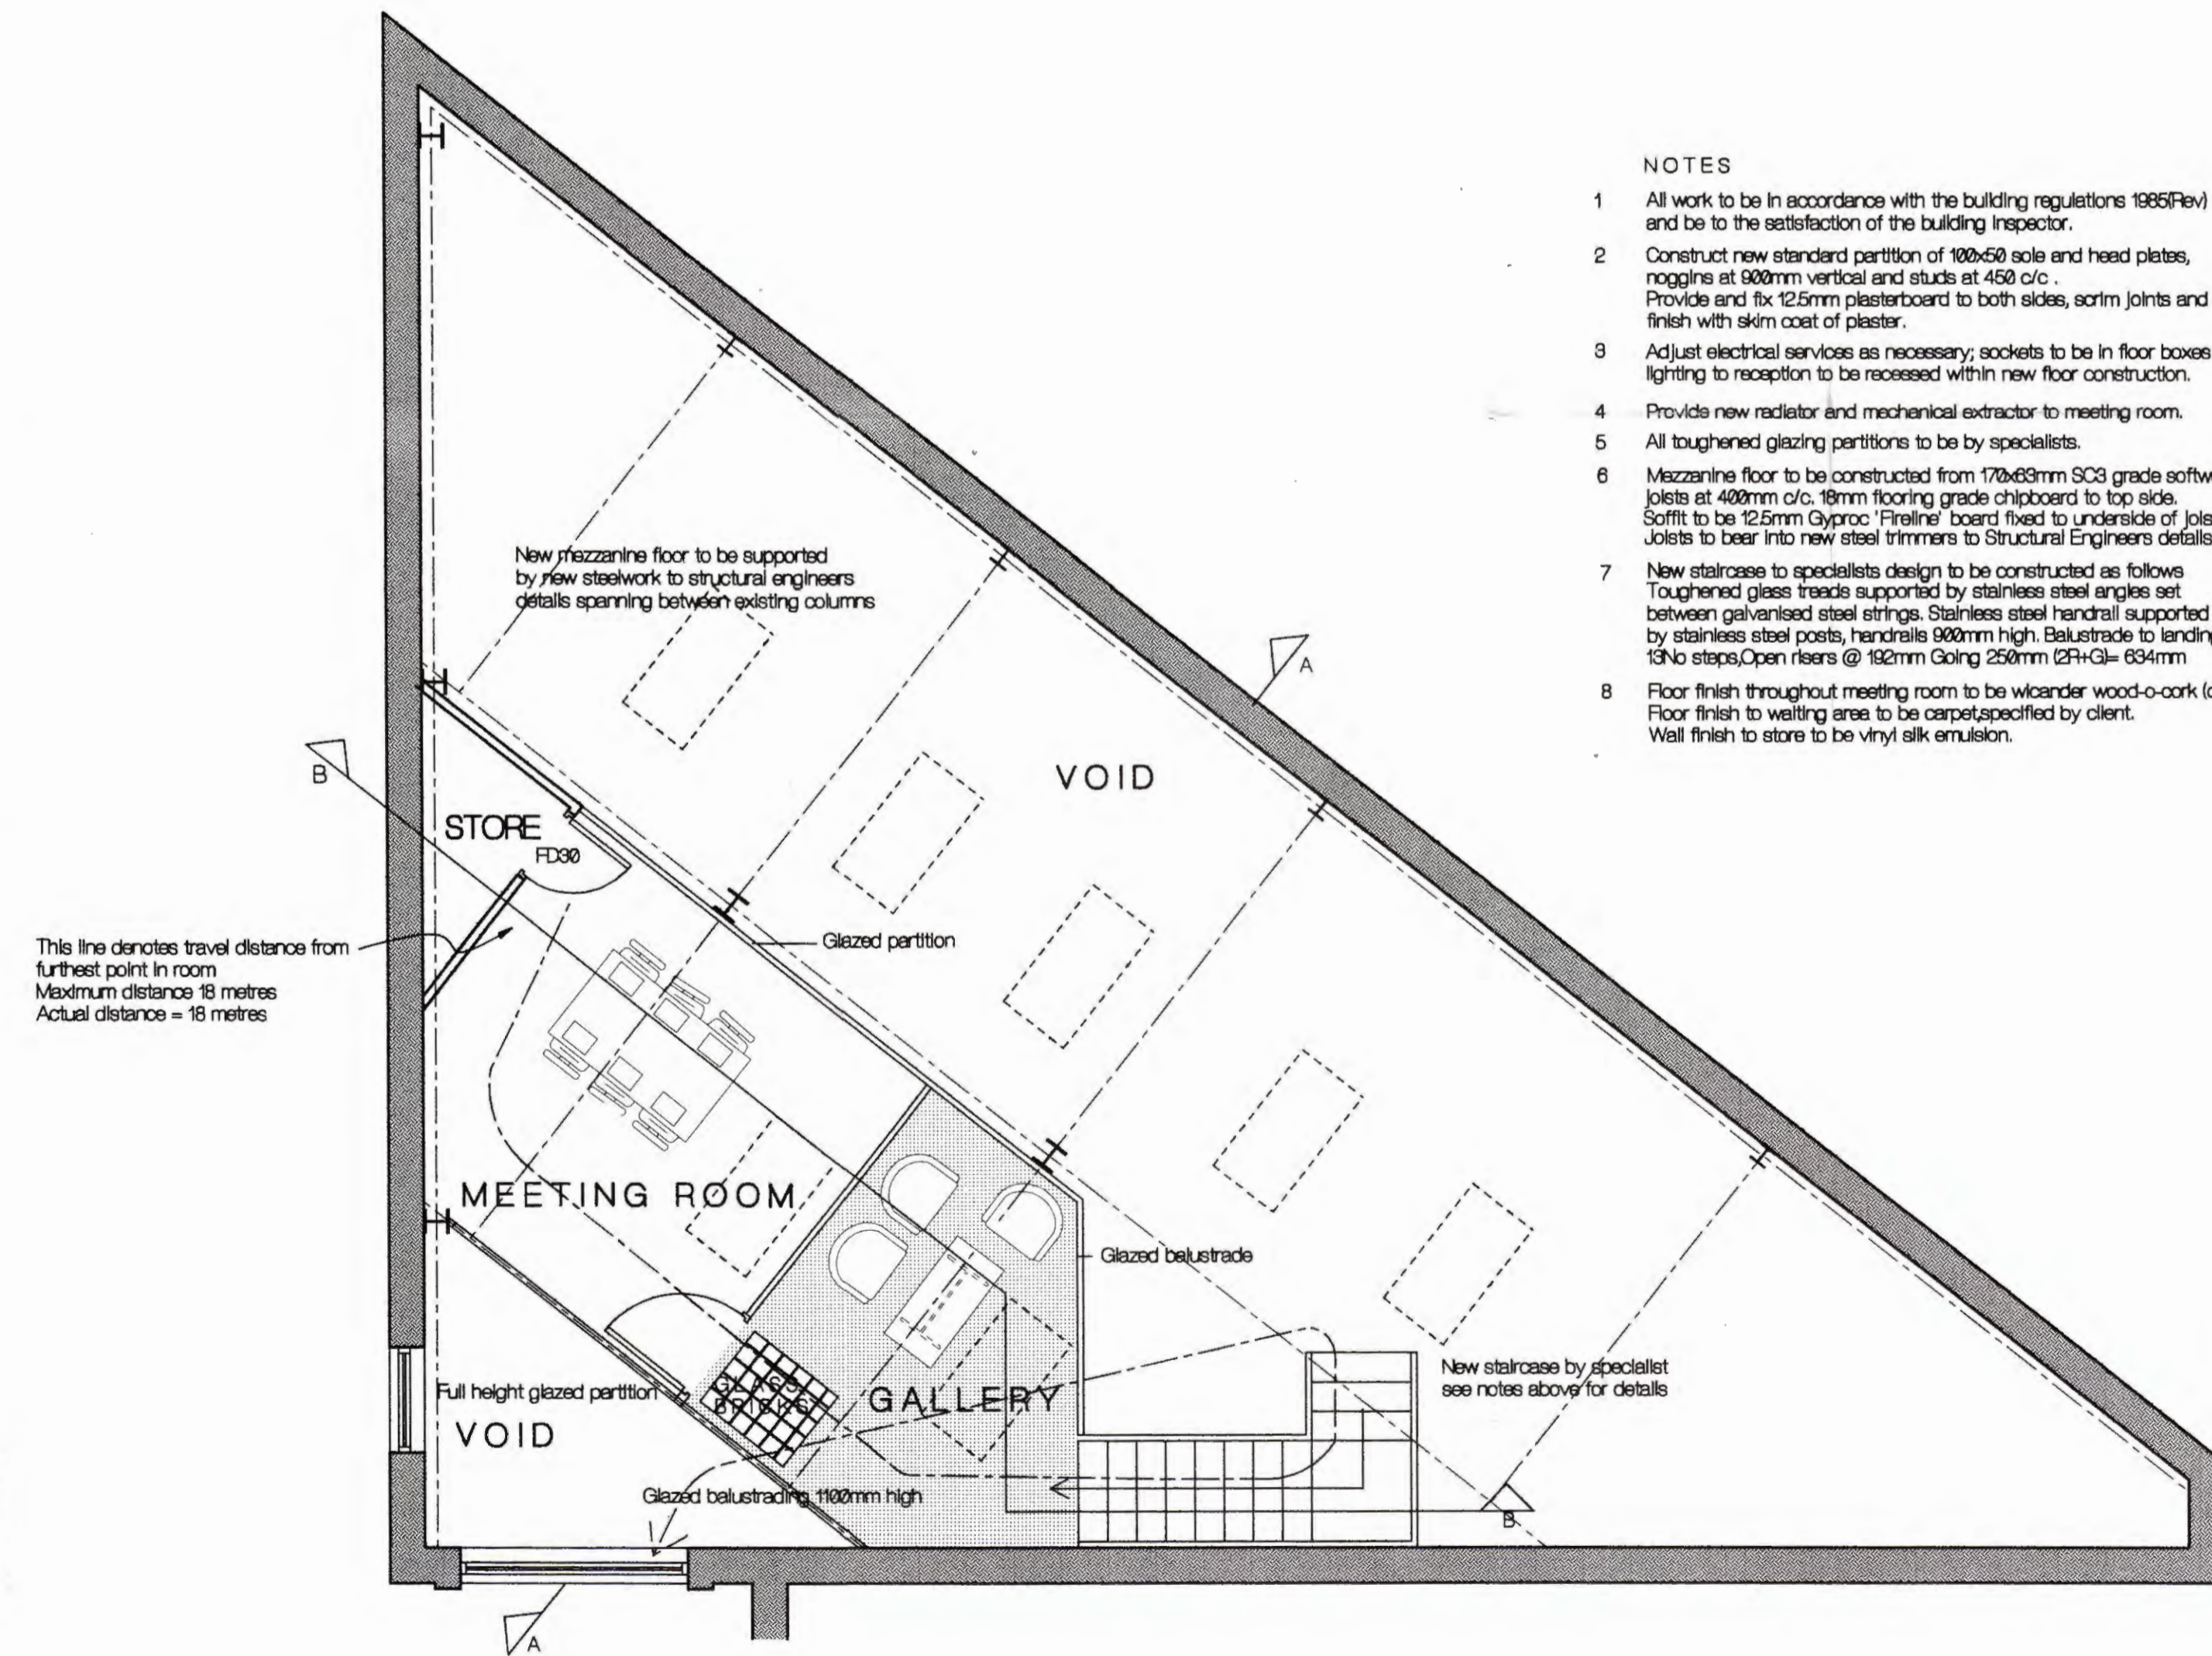 NOTES
1 All work to be in accordance with the building regulations 1985(Rev)
and be to the satisfaction of the building inspector.
2 Construct new standard partition of 100x50 sole and head plates,
noggins at 900mm vertical and studs at 450 c/c .
Provide and fix 12.5mm plasterboard to both sides, scrim joints and
finish with skim coat of plaster.
3 Adjust electrical services as necessary; sockets to be in floor boxes
lighting to reception to be recessed within new floor construction.
4 Provide new radiator and mechanical extractor to meeting room.
5 All toughened glazing partitions to be by specialists.
6 Mezzanine floor to be constructed from 170x63mm SC3 grade softw
joists at 400mm c/c. 18mm flooring grade chipboard to top side.
Soffit to be 12.5mm Gyproc 'Fireline' board fixed to underside of jois
Joists to bear into new steel trimmers to Structural Engineers details
7 New staircase to specialists design to be constructed as follows
Toughened glass treads supported by stainless steel angles set
between galvanised steel strings. Stainless steel handrail supported
by stainless steel posts, handrails 900mm high. Balustrade to landin
13No steps,Open risers @ 192mm Going 250mm (2R+G)= 634mm
8 Floor finish throughout meeting room to be wicander wood-o-cork (c
Floor finish to waiting area to be carpet,specified by client.
Wall finish to store to be vinyl silk emulsion.
New mezzanine floor to be supported
by new steelwork to structural engineers
details spanning between existing columns
A
B
VOID
STORE
FD30
This line denotes travel distance from
furthest point in room
Maximum distance 18 metres
Actual distance = 18 metres
Glazed partition
MEETING ROOM
Glazed balustrade
New staircase by specialist
see notes above for details
Full height glazed partition
GLASS
BRICKS
GALLERY
VOID
Glazed balustrading 1100mm high
B
A